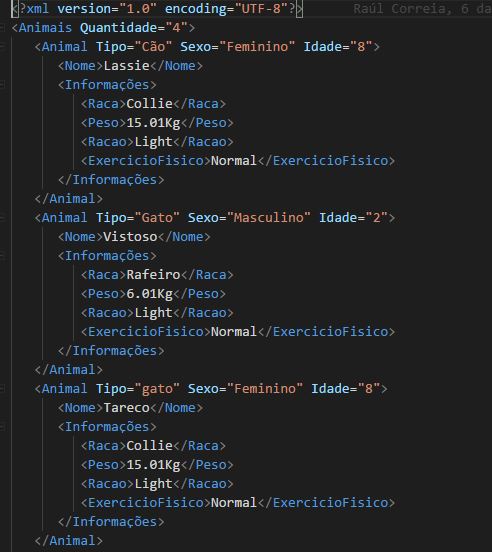 <?xml version="1.0" encoding="UTF-8"?> Raúl Correia, 6 da
<Animais Quantidade="4">
<Animal Tipo="Cão" Sexo="Feminino" Idade="8">
<Nome>Lassie</Nome>
<Informações>
<Raca>Collie</Raca>
<Peso>15.01Kg</Peso>
<Racao>Light</Racao>
<ExercicioFisico>Normal</ExercicioFisico>
</Informações>
</Animal>
<Animal Tipo="Gato" Sexo="Masculino" Idade="2">
<Nome>Vistoso</Nome>
<Informações>
<Raca>Rafeiro</Raca>
<Peso>6.01Kg</Peso>
<Racao>Light</Racao>
<ExercicioFisico>Normal</ExercicioFisico>
</Informações>
</Animal>
<Animal Tipo="gato" Sexo="Feminino" Idade="8">
<Nome>Tareco</Nome>
<Informações>
<Raca>Collie</Raca>
<Peso>15.01Kg</Peso>
<Racao>Light</Racao>
<ExercicioFisico>Normal</ExercicioFisico>
</Informações>
</Animal>